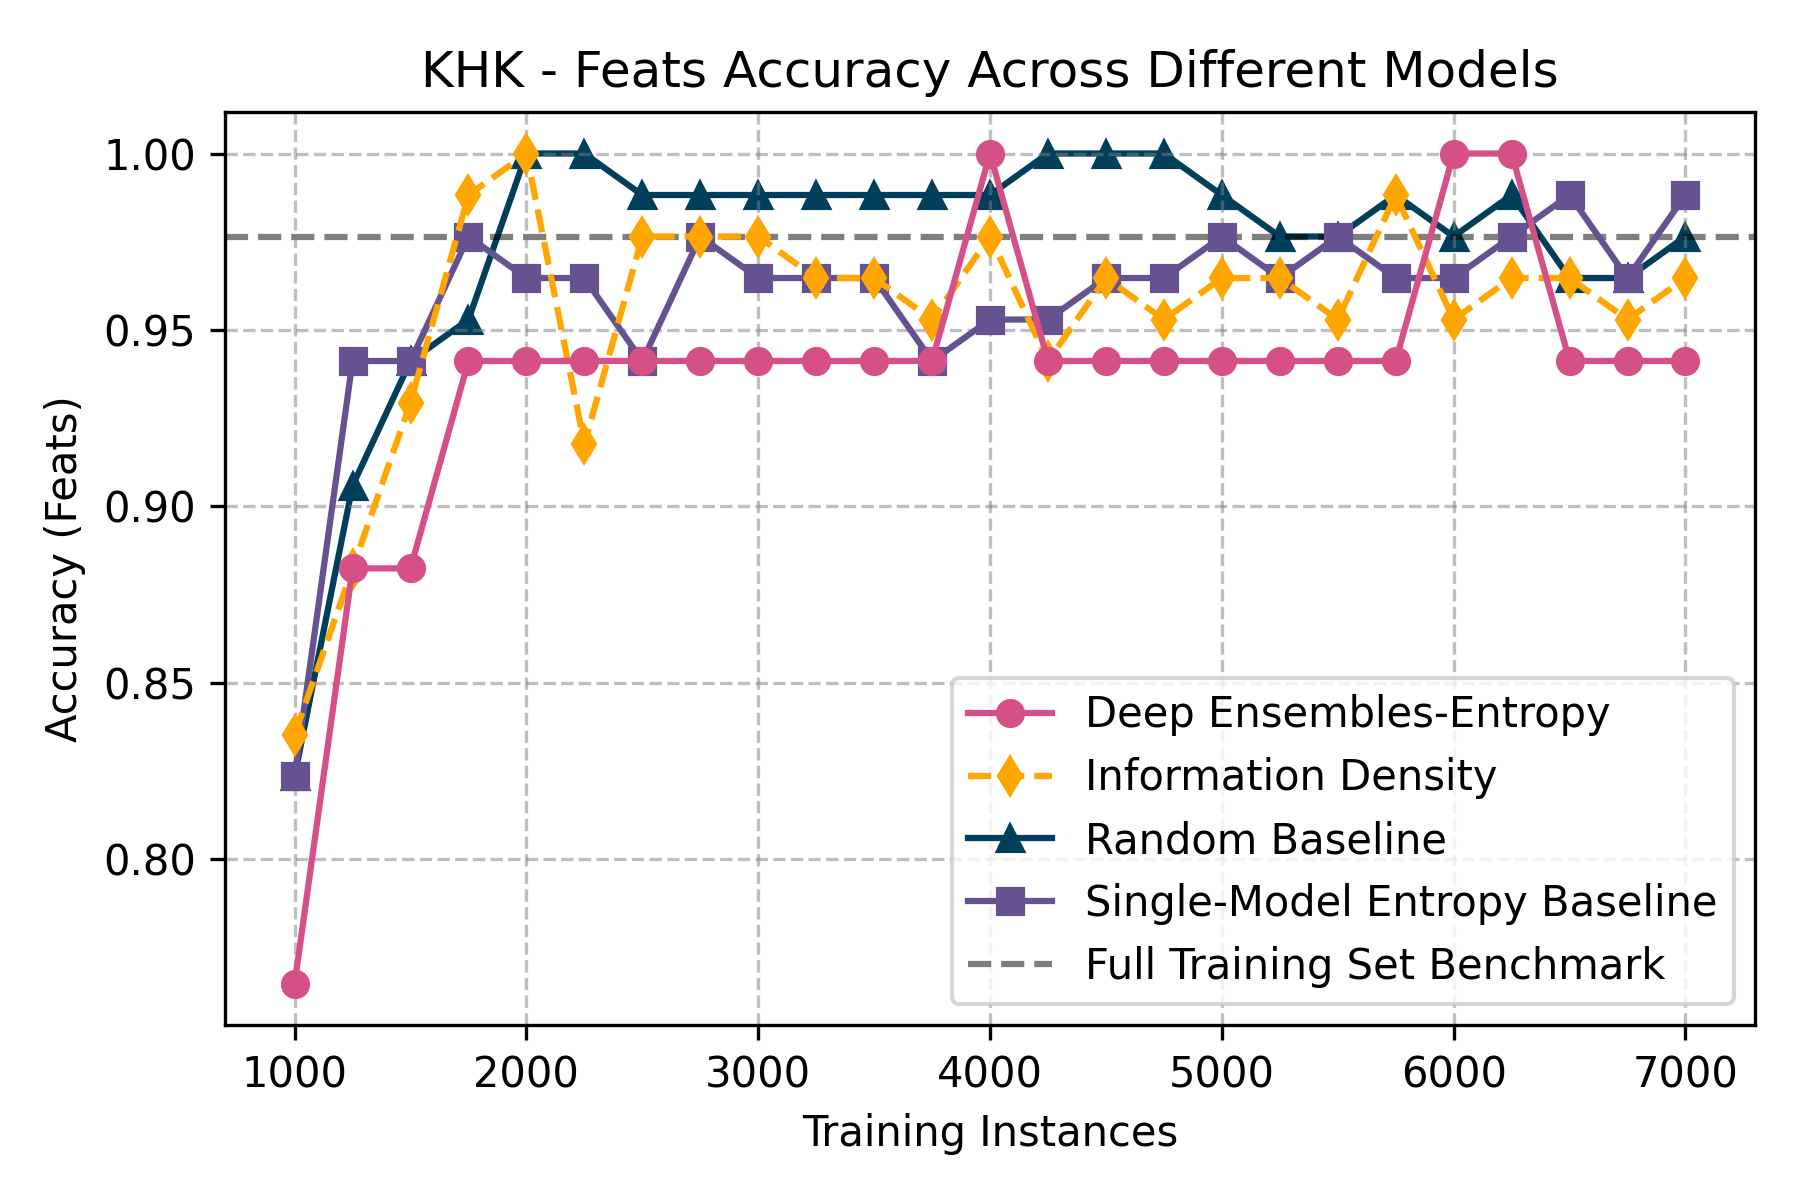 KHK - Feats Accuracy Across Different Models
Accuracy (Feats)
1.00
0.95
0.90
0.85
0.80
Deep Ensembles-Entropy
Information Density
Random Baseline
Single-Model Entropy Baseline
Full Training Set Benchmark
1000 2000 3000 4000 5000 6000 7000
Training Instances